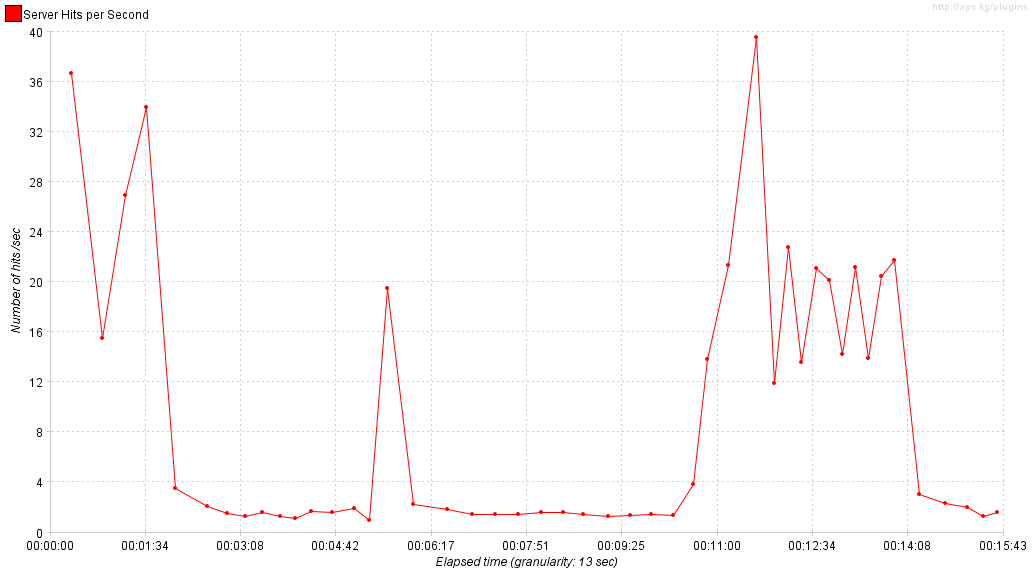 http://apc.kg/plugins
Server Hits per Second
40
36
32
28
24
20
16
12
8
4
0
Number of hits /sec
00:00:00 00:01:34 00:03:08 00:04:42 00:06:17 00:07:51 00:09:25 00:11:00 00:12:34 00:14:08 00:15:43
Elapsed time (granularity: 13 sec)